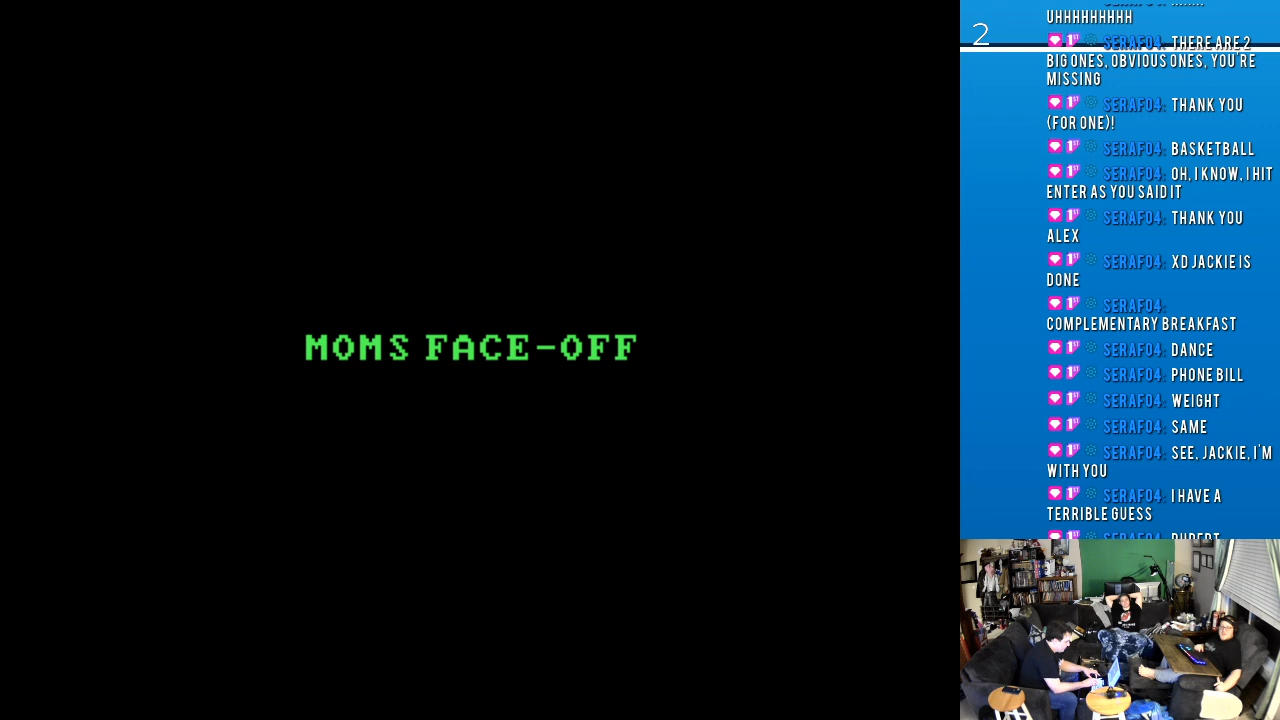 MOMS FACE-OFF
2
UHHHHHHHHH
SERAF04: THERE ARE 2
BIG ONES, OBVIOUS ONES, YOU'RE
MISSING
SERAF04: THANK YOU
(FOR ONE)!
SERAF04: BASKETBALL
SERAF04: OH, I KNOW, I HIT
ENTER AS YOU SAID IT
SERAF04: THANK YOU
ALEX
SERAF04: XD JACKIE IS
DONE
SERAF04:
COMPLEMENTARY BREAKFAST
SERAF04: DANCE
SERAF04: PHONE BILL
SERAF04: WEIGHT
SERAF04: SAME
SERAF04: SEE, JACKIE, I'M
WITH YOU
SERAF04: I HAVE A
TERRIBLE GUESS